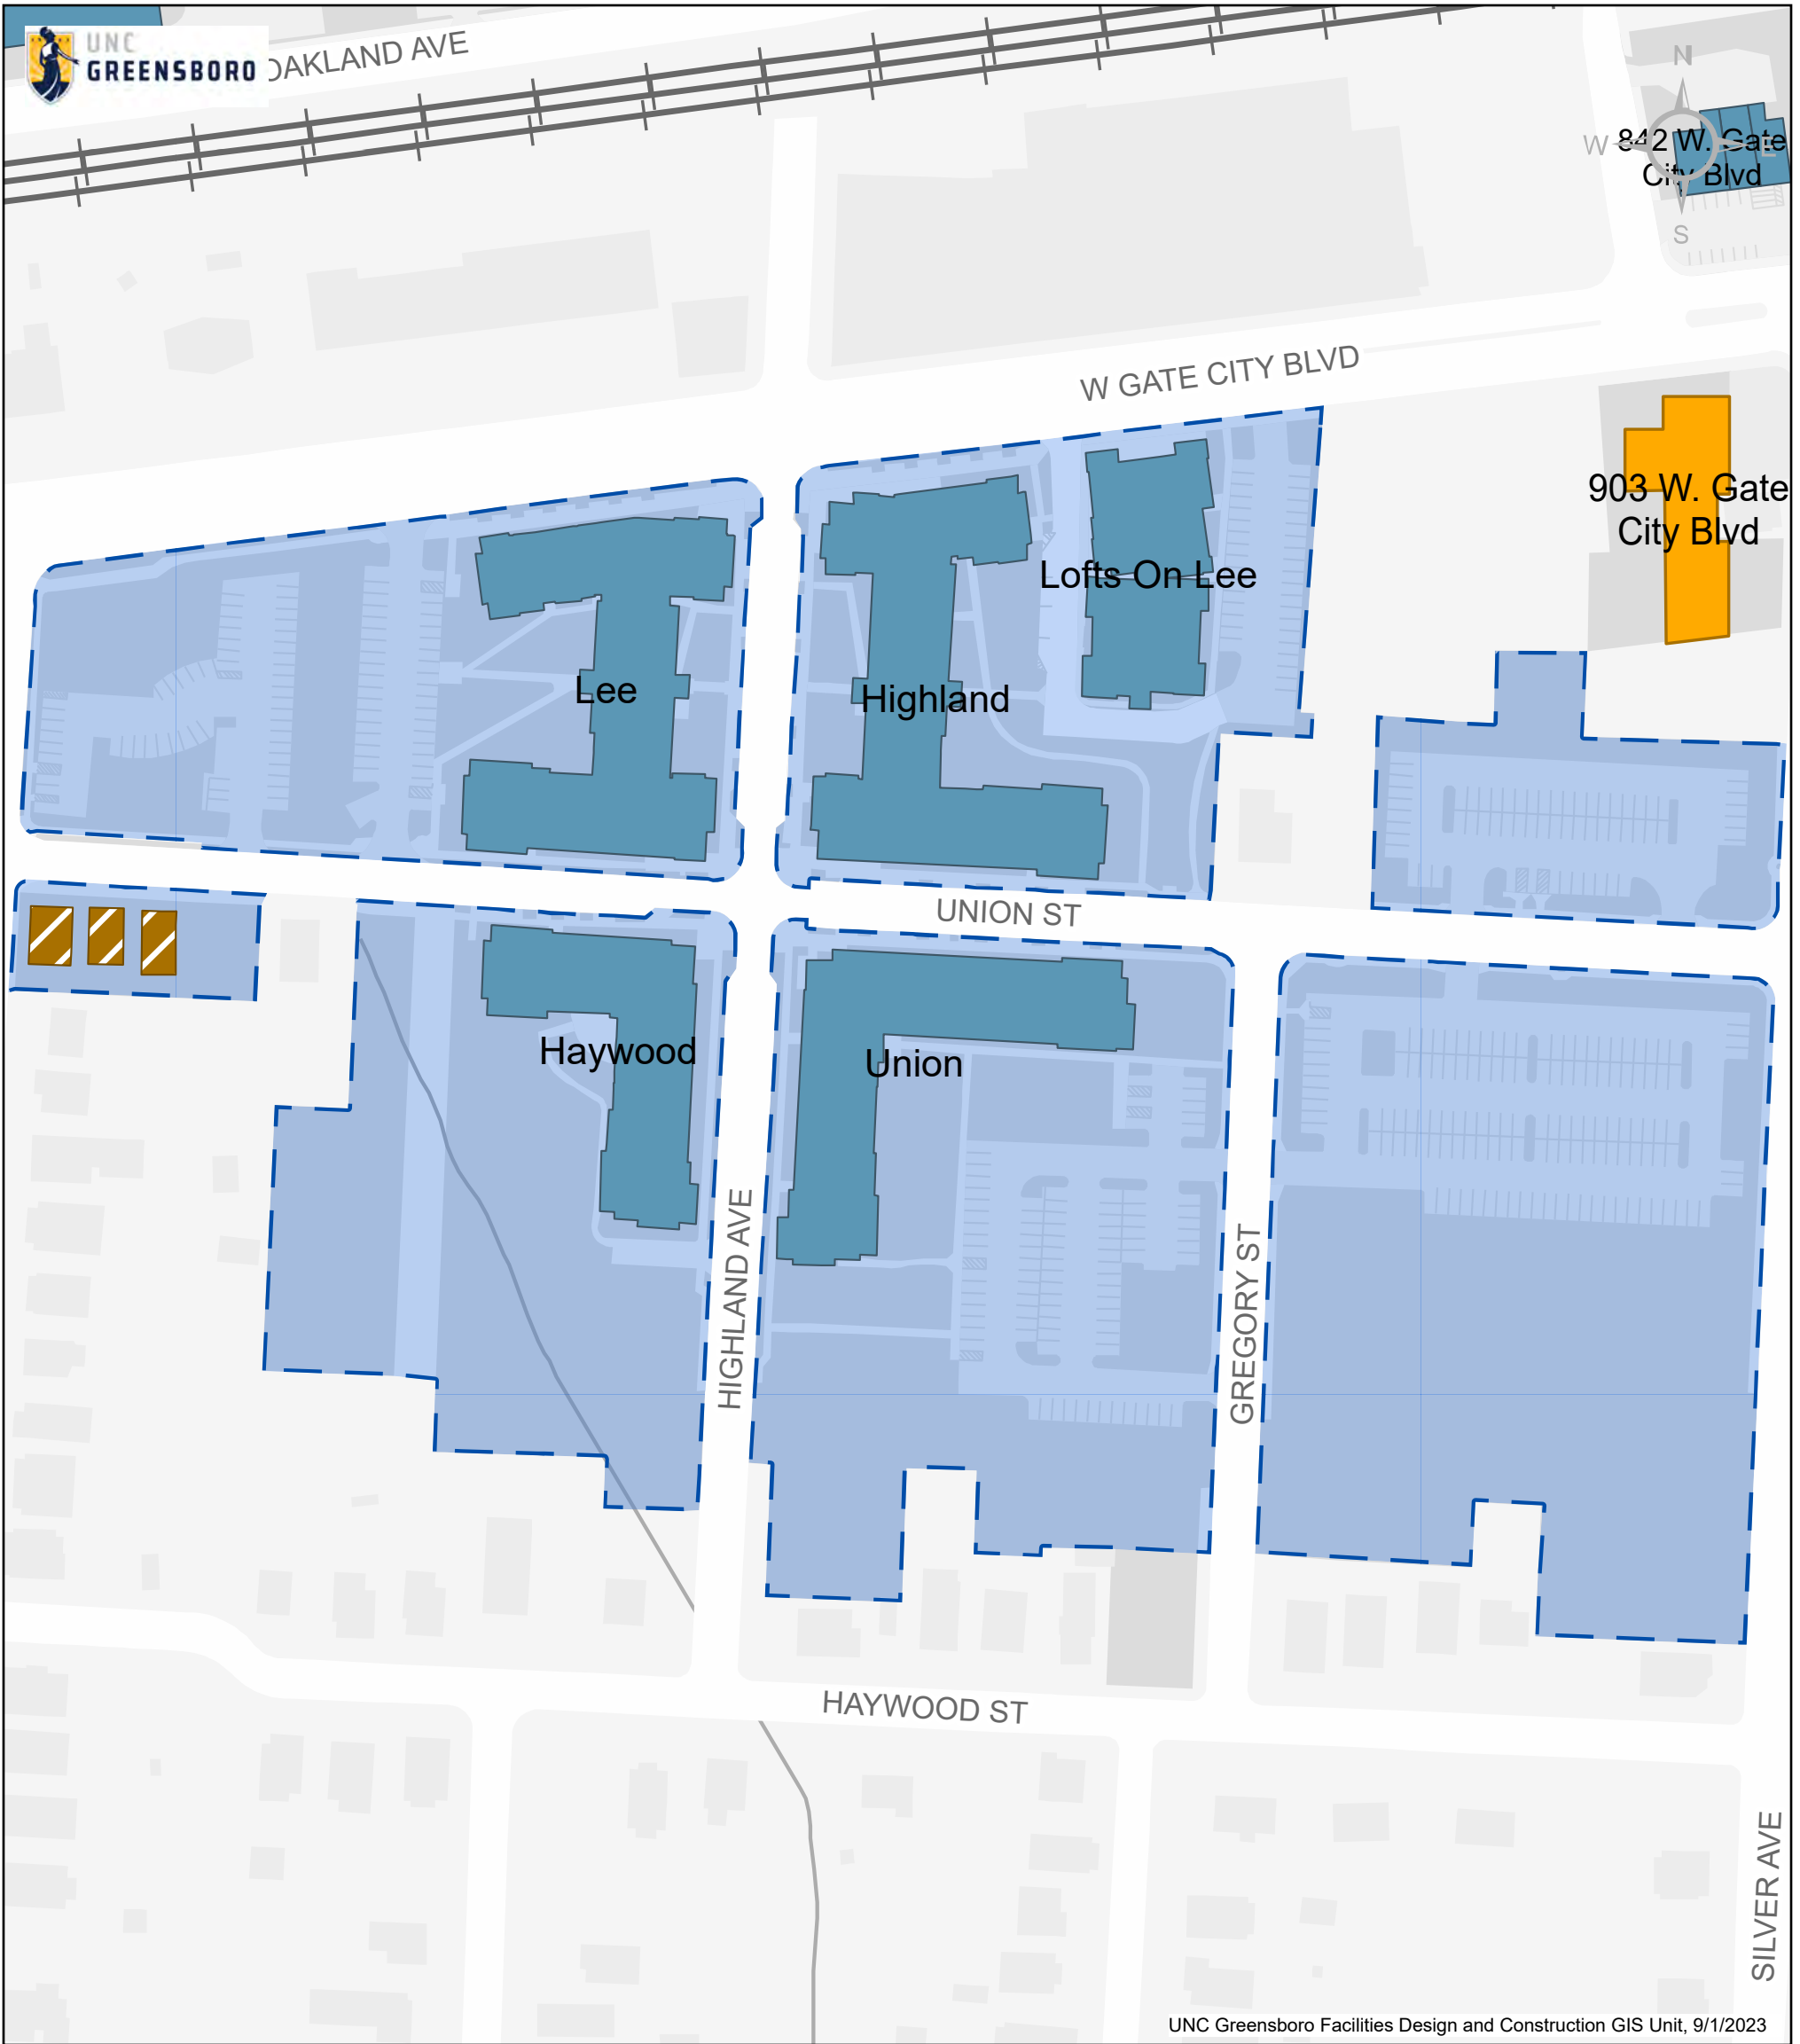 UNC
GREENSBORO
OAKLAND AVE
N
W
E
S
842 W. Gate
City Blvd
W GATE CITY BLVD
903 W. Gate
City Blvd
Lofts On Lee
Lee
Highland
UNION ST
Haywood
Union
HIGHLAND AVE
GREGORY ST
HAYWOOD ST
SILVER AVE
UNC Greensboro Facilities Design and Construction GIS Unit, 9/1/2023